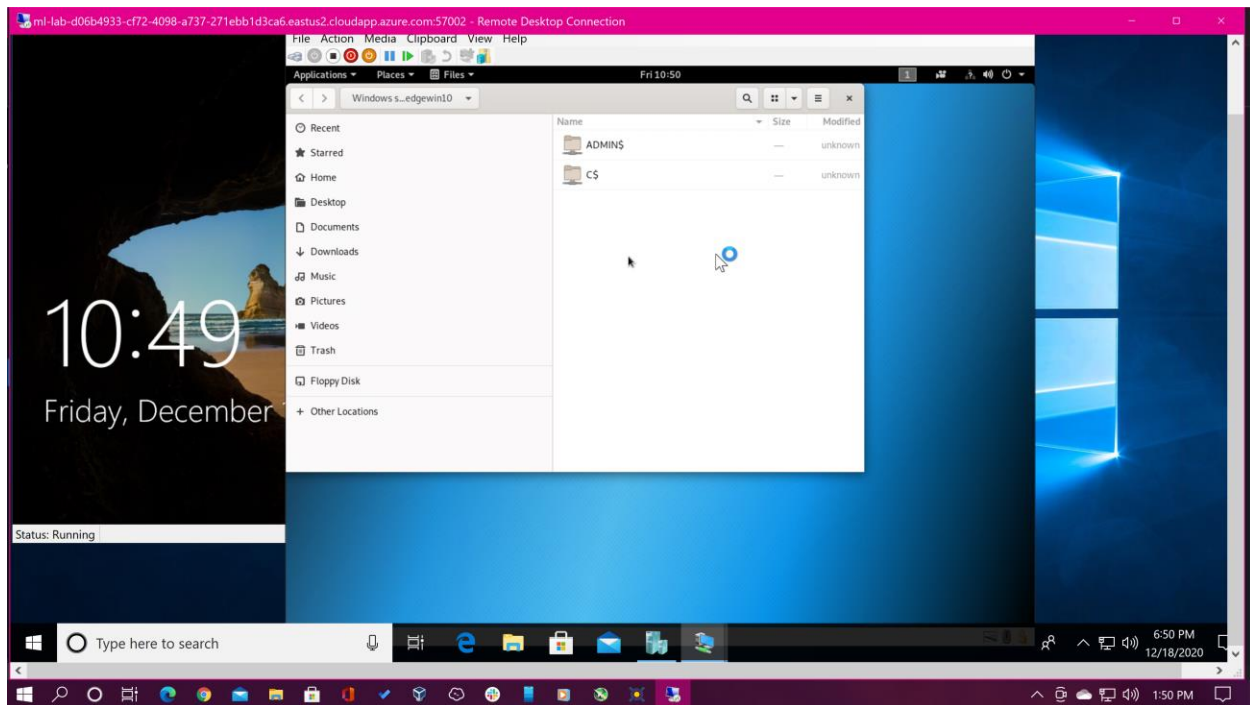 ml-lab-d06b4933-cf72-4098-a737-271ebb1d3ca6.eastus2.cloudapp.azure.com:57002 - Remote Desktop Connection
File Action Media Clipboard View Help
Applications Places Files Fri 10:50 1
Windows s...edgewin10
Name Size Modified
Recent
ADMIN$ — unknown
Starred
C$ — unknown
Home
Desktop
Documents
Downloads
Music
Pictures
Videos
Trash
Floppy Disk
+ Other Locations
10:49
Friday, December
Status: Running
Type here to search
6:50 PM
12/18/2020
1:50 PM